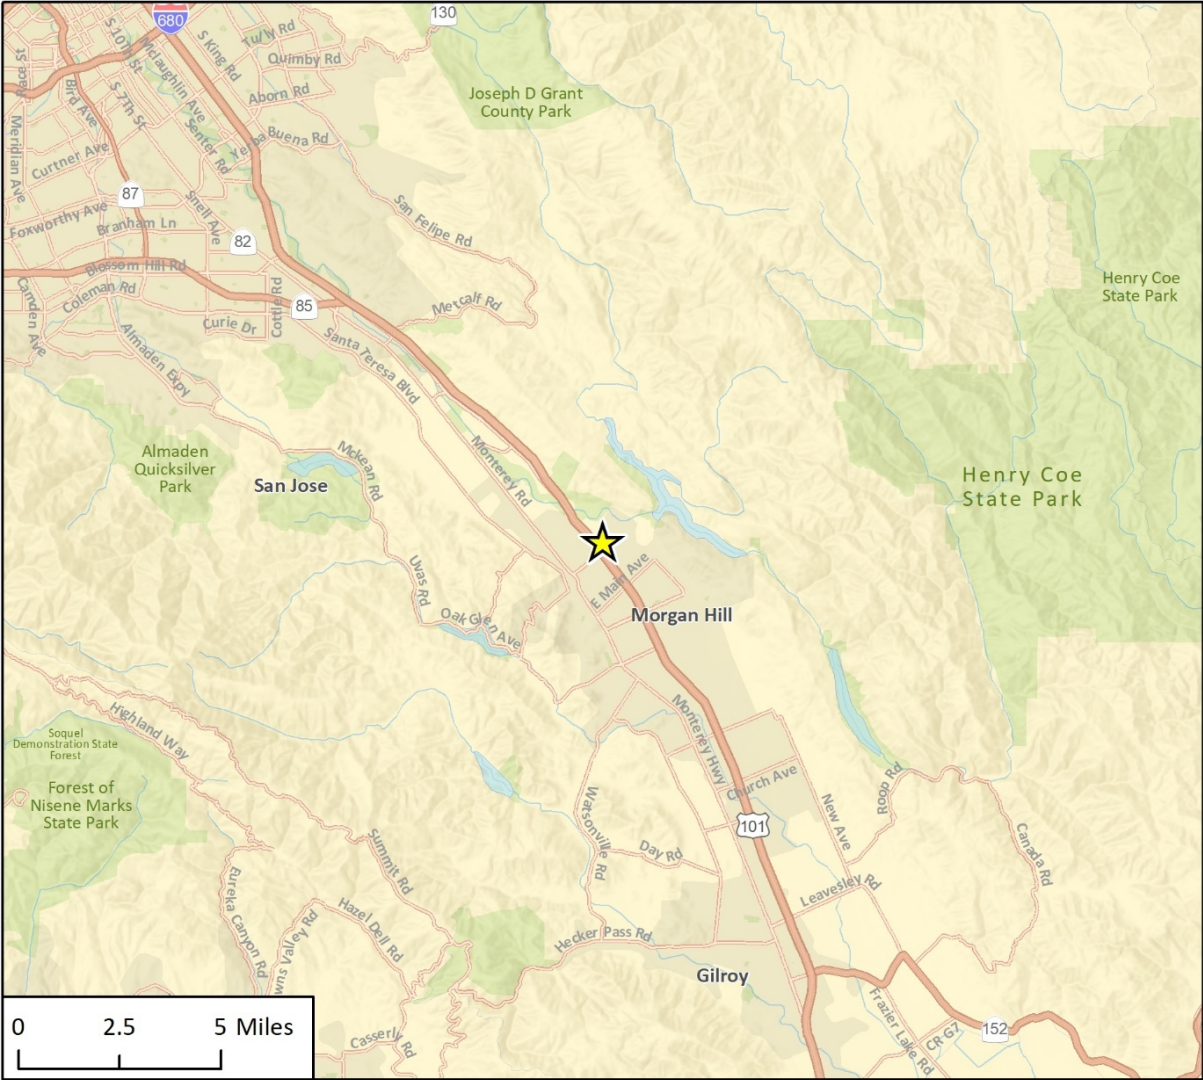 130
680
Tully Rd
S King Rd
S 10Th St
Mclaughlin Ave
Quimby Rd
Race St
Bird Ave
S 7Th St
Aborn Rd
Joseph D Grant
County Park
Meridian Ave
Senter Rd
Yerba Buena Rd
Curtner Ave
87
Snell Ave
San Felipe Rd
Foxworthy Ave
Branham Ln
82
Blossom Hill Rd
Henry Coe
State Park
Camden Ave
Coleman Rd
Cottle Rd
85
Metcalf Rd
Curie Dr
Almaden Expy
Santa Teresa Blvd
Almaden
Quicksilver
Park
Mckean Rd
Monterey Rd
San Jose
Henry Coe
State Park
Uvas Rd
E Main Ave
Oak Glen Ave
Morgan Hill
Highland Way
Monterey Hwy
Soquel
Demonstration State
Forest
Forest of
Nisene Marks
State Park
Church Ave
Roop Rd
Watsonville Rd
New Ave
101
Summit Rd
Day Rd
Canada Rd
Eureka Canyon Rd
Leavesley Rd
Hazel Dell Rd
wns Valley Rd
Hecker Pass Rd
Gilroy
Frazier Lake Rd
CR G7
152
Casserly Rd
0 2.5 5 Miles